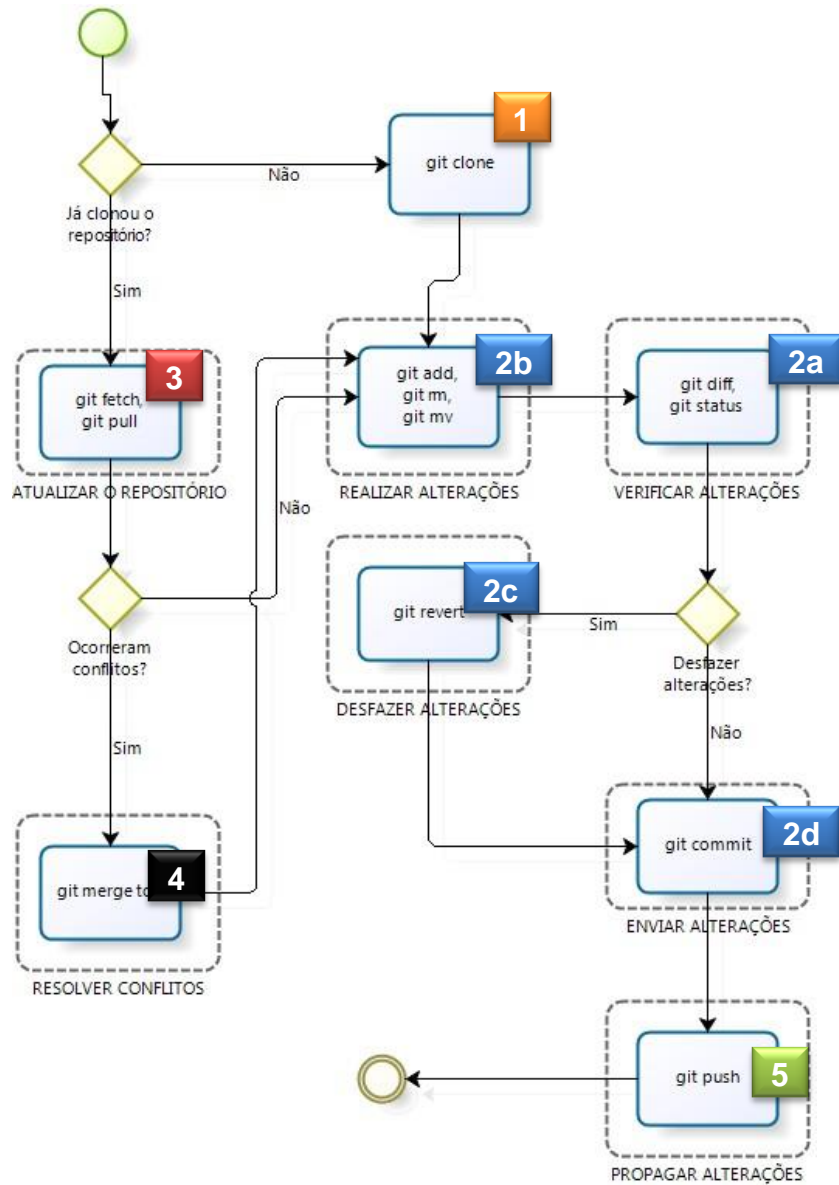 1
git clone
Não
Já clonou o
repositório?
Sim
3
git fetch,
git pull
ATUALIZAR O REPOSITÓRIO
2b
git add,
git rm,
git mv
REALIZAR ALTERAÇÕES
2a
git diff,
git status
VERIFICAR ALTERAÇÕES
Não
Ocorreram
conflitos?
Sim
2c
git revert
DESFAZER ALTERAÇÕES
Sim
Desfazer
alterações?
Não
4
git merge
RESOLVER CONFLITOS
2d
git commit
ENVIAR ALTERAÇÕES
5
git push
PROPAGAR ALTERAÇÕES